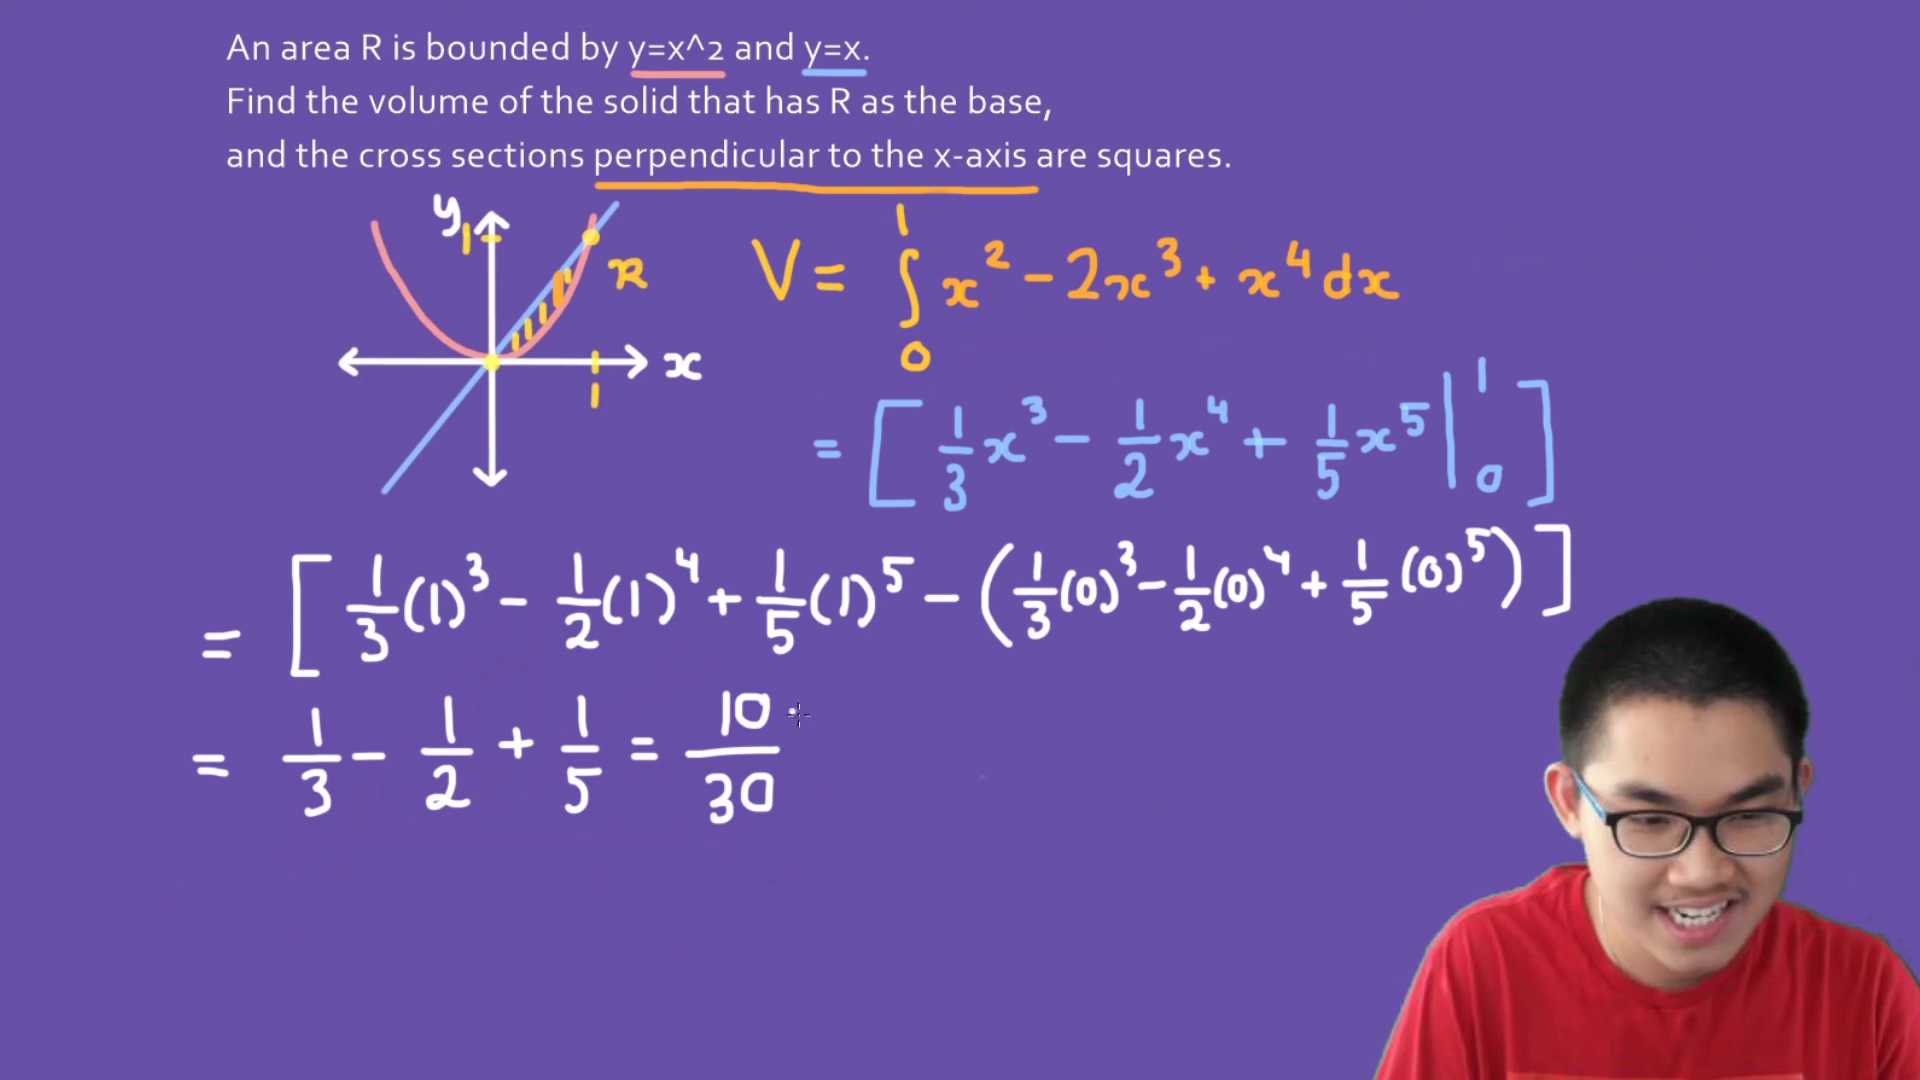 An area R is bounded by y=x^2 and y=x.
Find the volume of the solid that has R as the base,
and the cross sections perpendicular to the x-axis are squares.
y
1
R
x
1
V = ∫₀¹ x² - 2x³ + x⁴ dx
= [ 1/3 x³ - 1/2 x⁴ + 1/5 x⁵ |₀¹ ]
= [ 1/3 (1)³ - 1/2 (1)⁴ + 1/5 (1)⁵ - ( 1/3 (0)³ - 1/2 (0)⁴ + 1/5 (0)⁵ ) ]
= 1/3 - 1/2 + 1/5 = 10/30